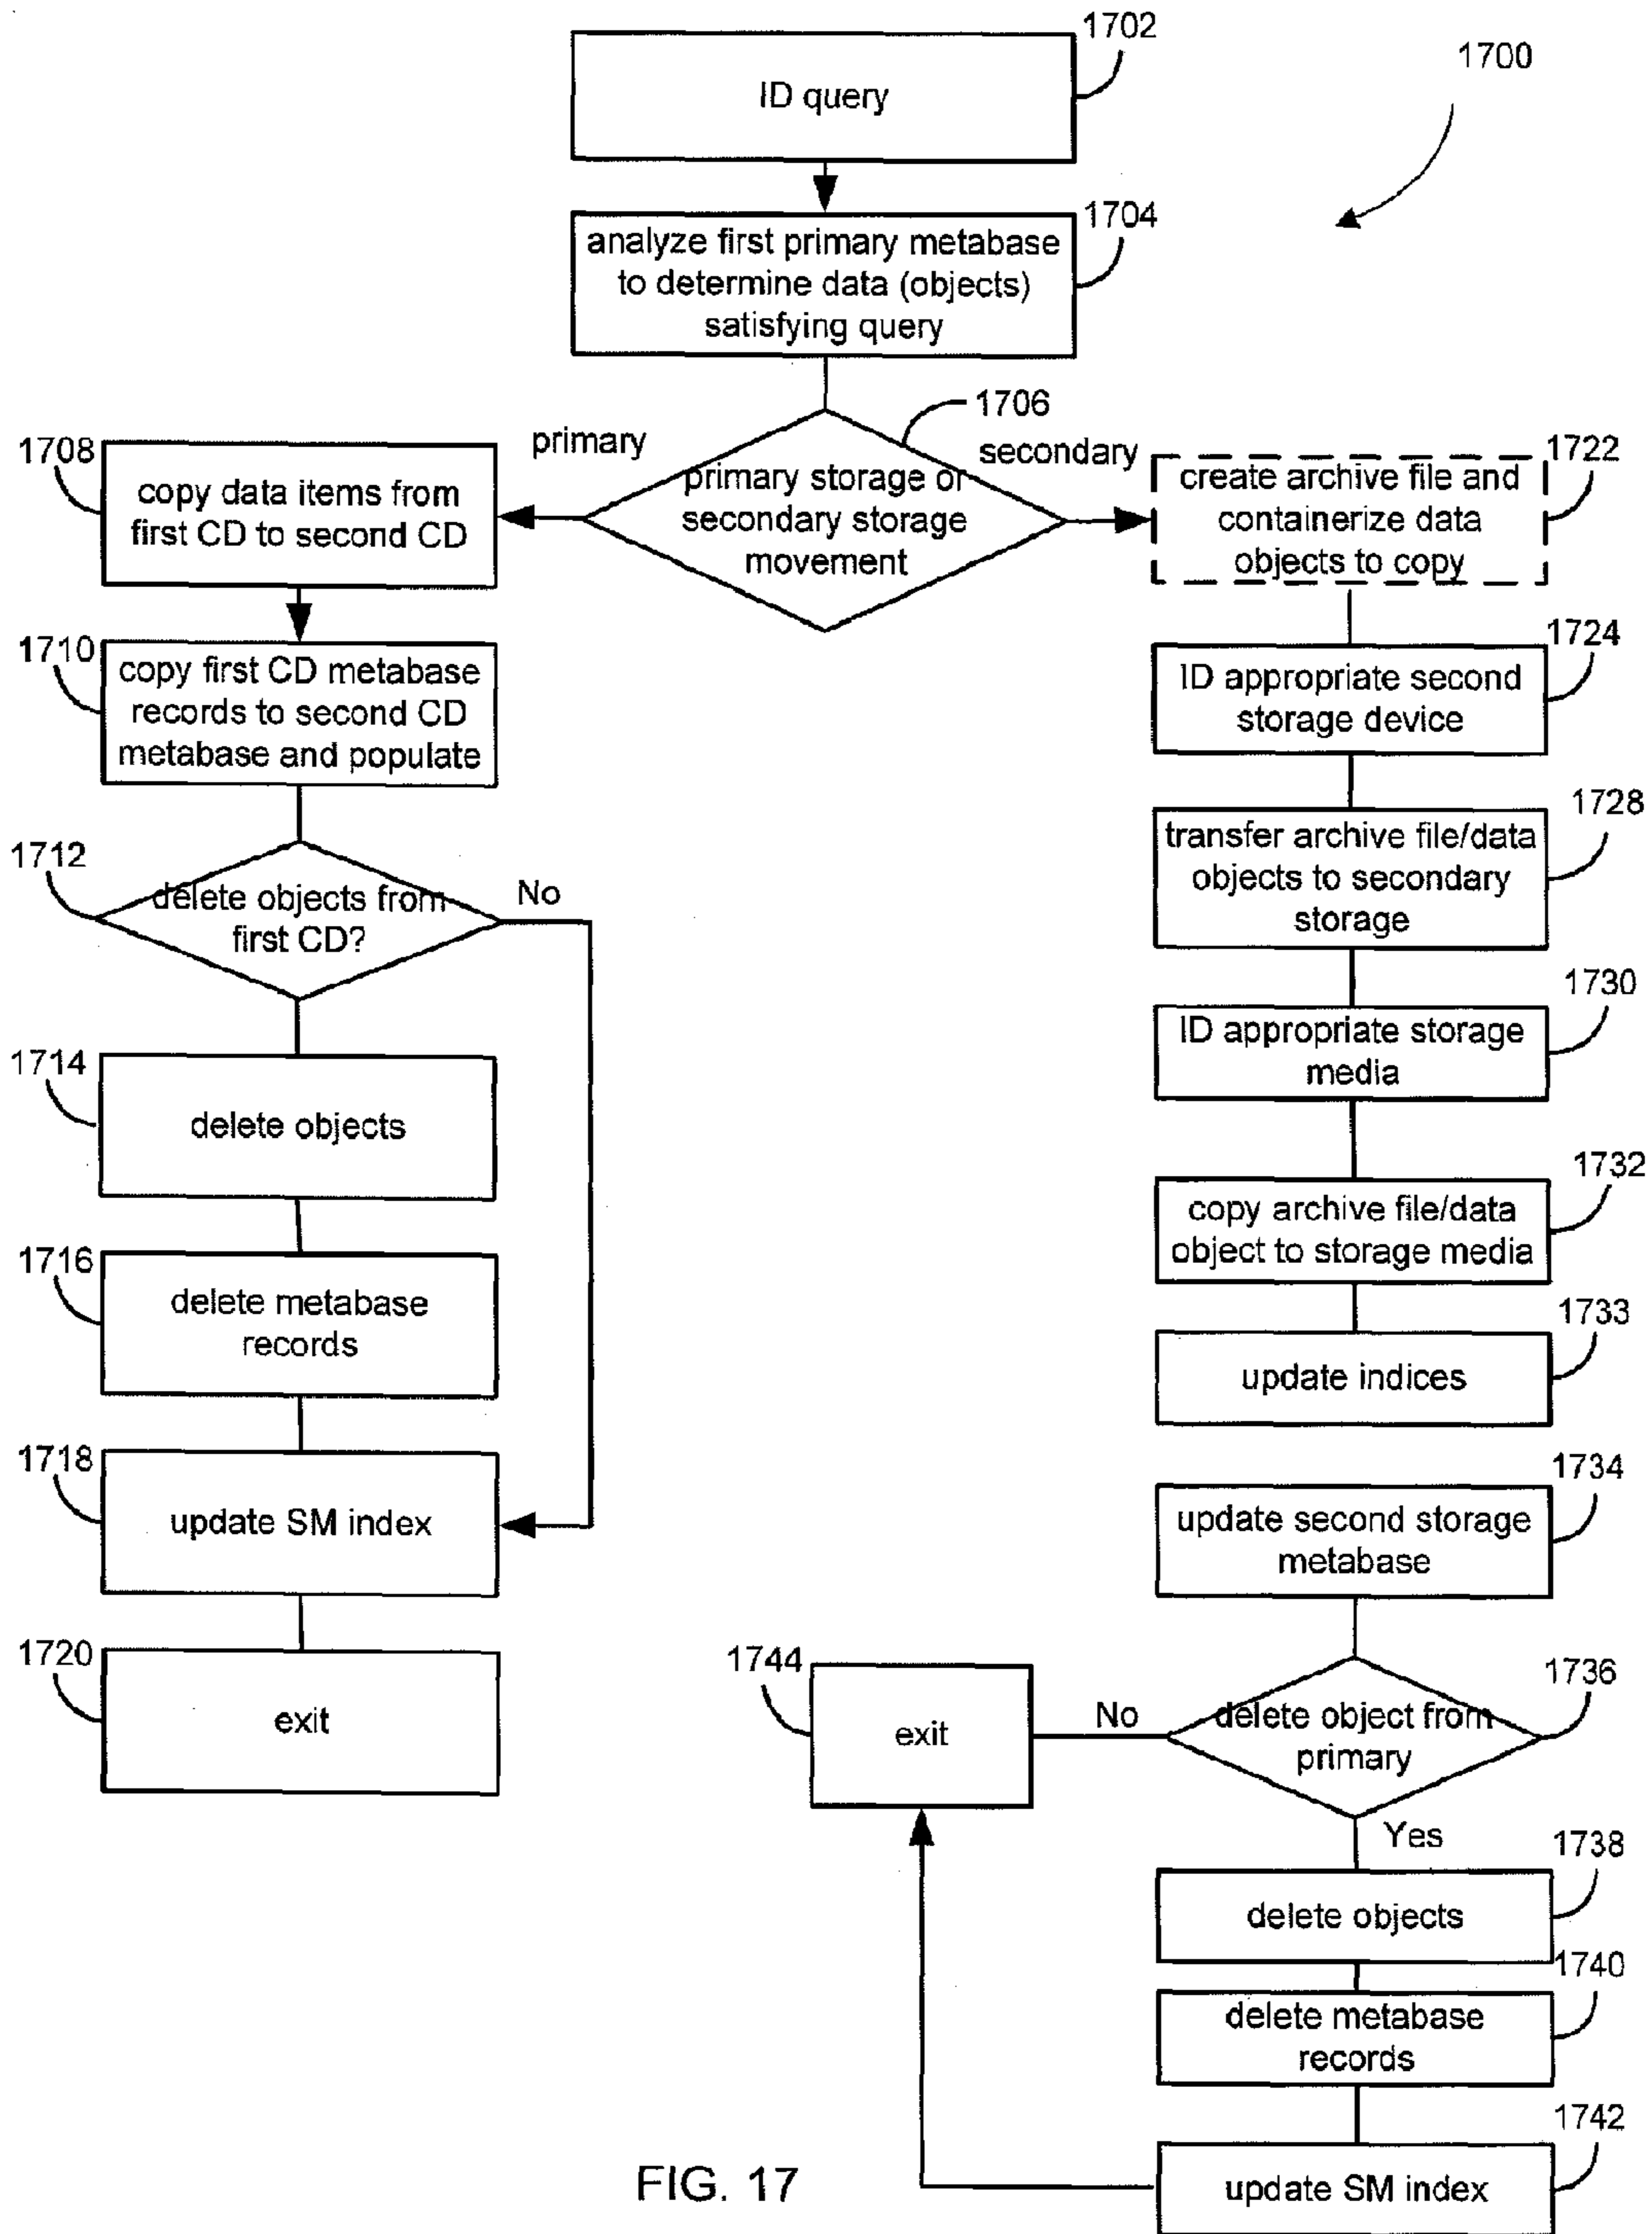 1702
1700
ID query
1704
analyze first primary metabase
to determine data (objects)
satisfying query
1706
primary
secondary
primary storage or
secondary storage
movement
1708
copy data items from
first CD to second CD
1710
copy first CD metabase
records to second CD
metabase and populate
1712
delete objects from
first CD?
No
1714
delete objects
1716
delete metabase
records
1718
update SM index
1720
exit
1722
create archive file and
containerize data
objects to copy
1724
ID appropriate second
storage device
1728
transfer archive file/data
objects to secondary
storage
1730
ID appropriate storage
media
1732
copy archive file/data
object to storage media
1733
update indices
1734
update second storage
metabase
1736
delete object from
primary
No
1744
exit
Yes
1738
delete objects
1740
delete metabase
records
1742
update SM index
FIG. 17